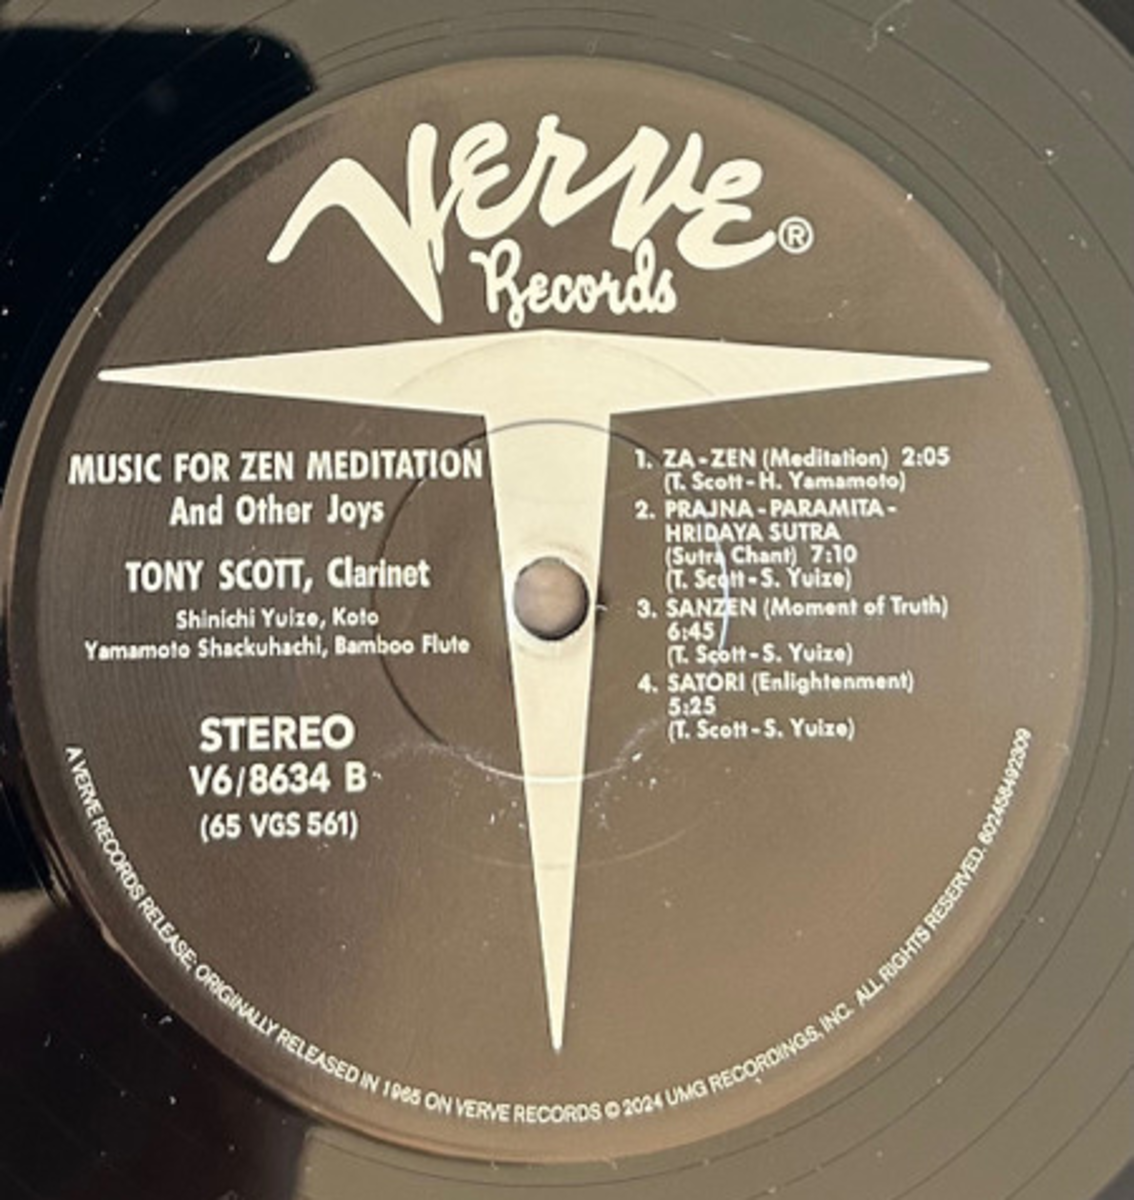 Verve®
Records
MUSIC FOR ZEN MEDITATION
And Other Joys
TONY SCOTT, Clarinet
Shinichi Yuize, Koto
Yamamoto Shackuhachi, Bamboo Flute
STEREO
V6/8634 B
(65 VGS 561)
1. ZA-ZEN (Meditation) 2:05
(T. Scott-H. Yamamoto)
2. PRAJNA-PARAMITA-
HRIDAYA SUTRA
(Sutra Chant) 7:10
(T. Scott-S. Yuize)
3. SANZEN (Moment of Truth)
6:45
(T. Scott-S. Yuize)
4. SATORI (Enlightenment)
5:25
(T. Scott-S. Yuize)
A VERVE RECORDS RELEASE; ORIGINALLY RELEASED IN 1965 ON VERVE RECORDS © 2024 UMG RECORDINGS, INC. ALL RIGHTS RESERVED. 602458492309